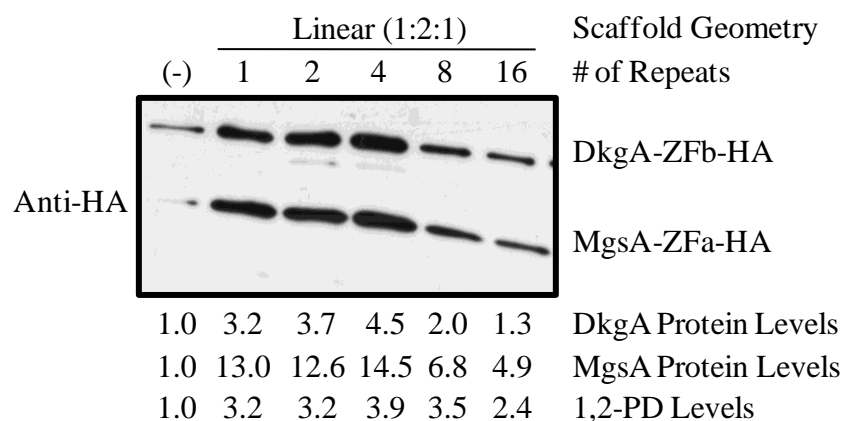 Linear (1:2:1) Scaffold Geometry
(-) 1 2 4 8 16 # of Repeats
DkgA-ZFb-HA
Anti-HA
MgsA-ZFa-HA
1.0 3.2 3.7 4.5 2.0 1.3 DkgA Protein Levels
1.0 13.0 12.6 14.5 6.8 4.9 MgsA Protein Levels
1.0 3.2 3.2 3.9 3.5 2.4 1,2-PD Levels